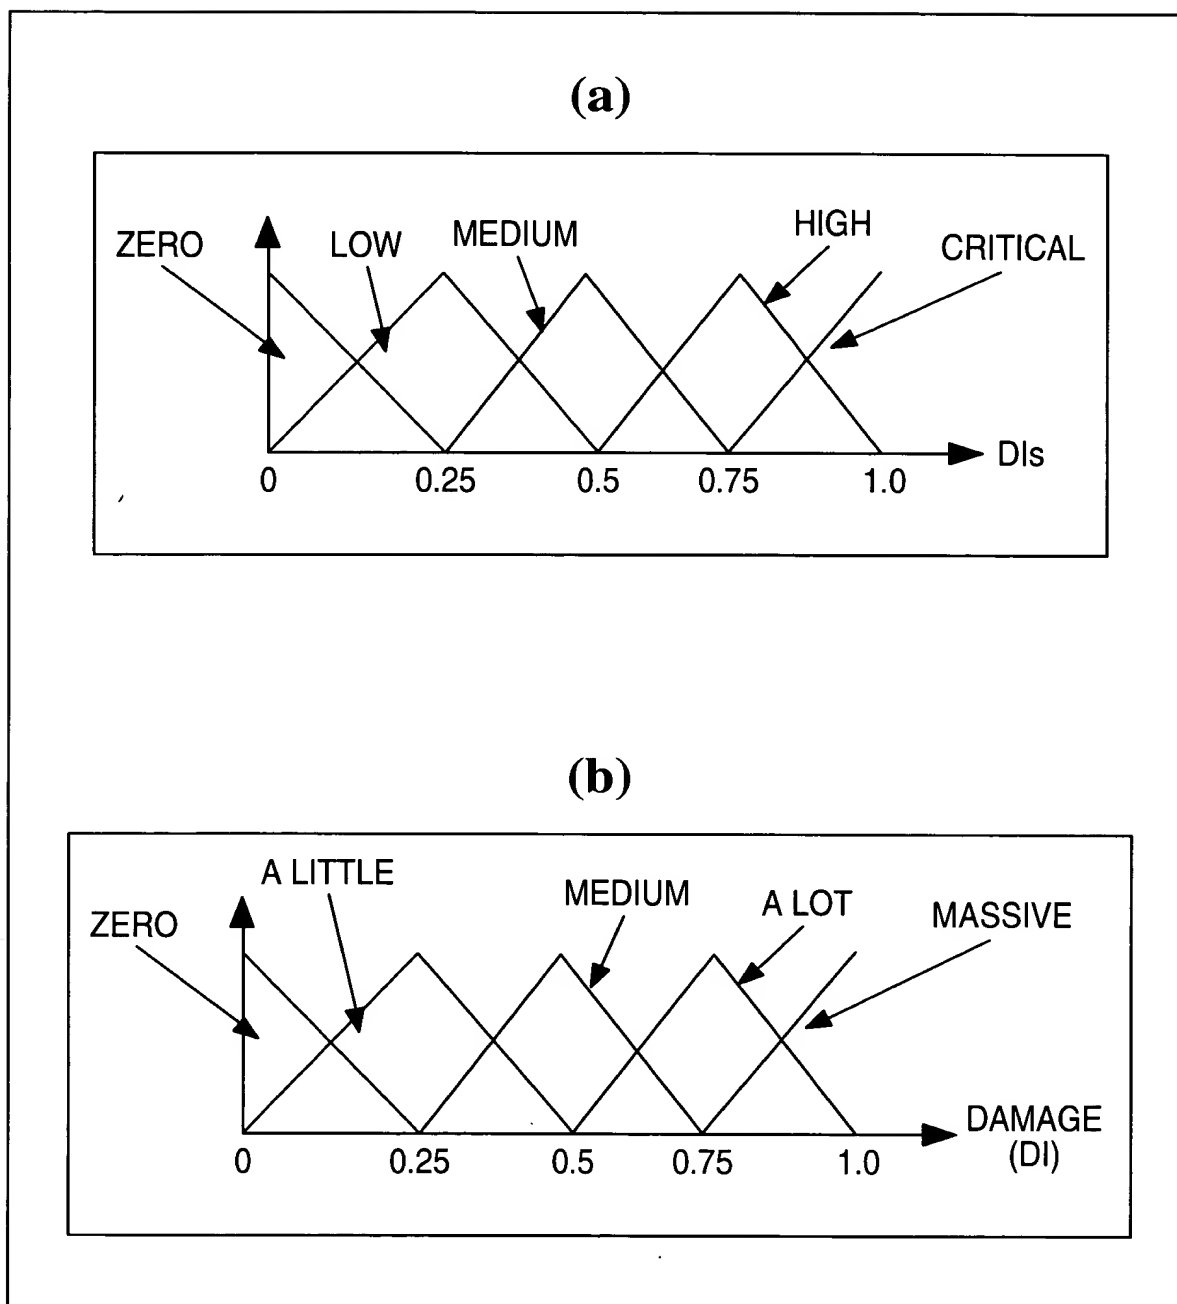 (a)
ZERO
LOW
MEDIUM
HIGH
CRITICAL
DIs
0 0.25 0.5 0.75 1.0
(b)
ZERO
A LITTLE
MEDIUM
A LOT
MASSIVE
DAMAGE
(DI)
0 0.25 0.5 0.75 1.0